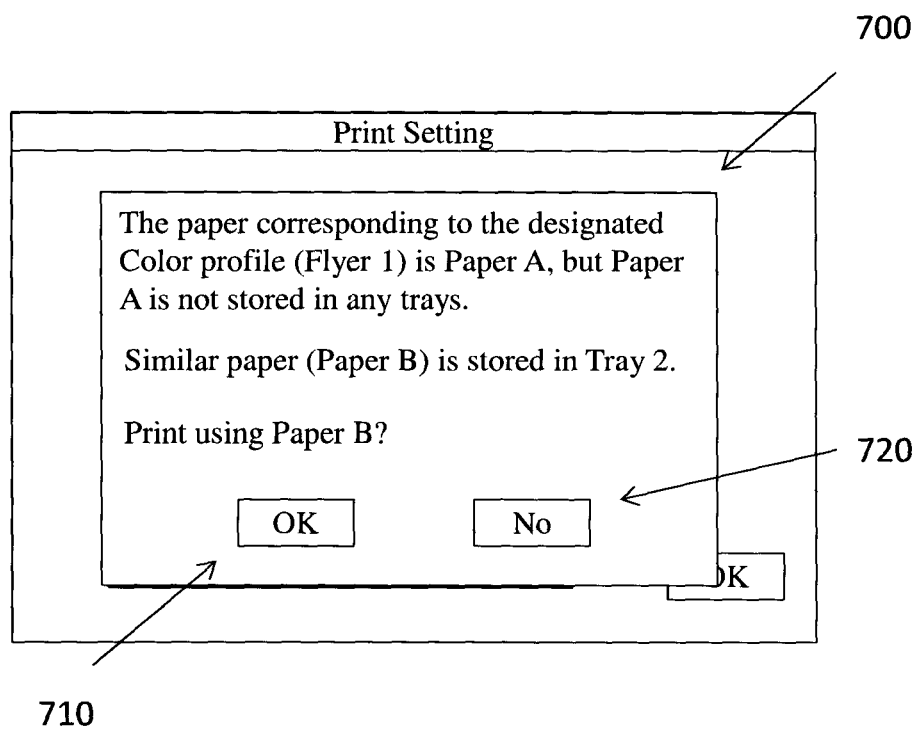 700
Print Setting
The paper corresponding to the designated
Color profile (Flyer 1) is Paper A, but Paper
A is not stored in any trays.
Similar paper (Paper B) is stored in Tray 2.
Print using Paper B?
720
OK
No
K
710